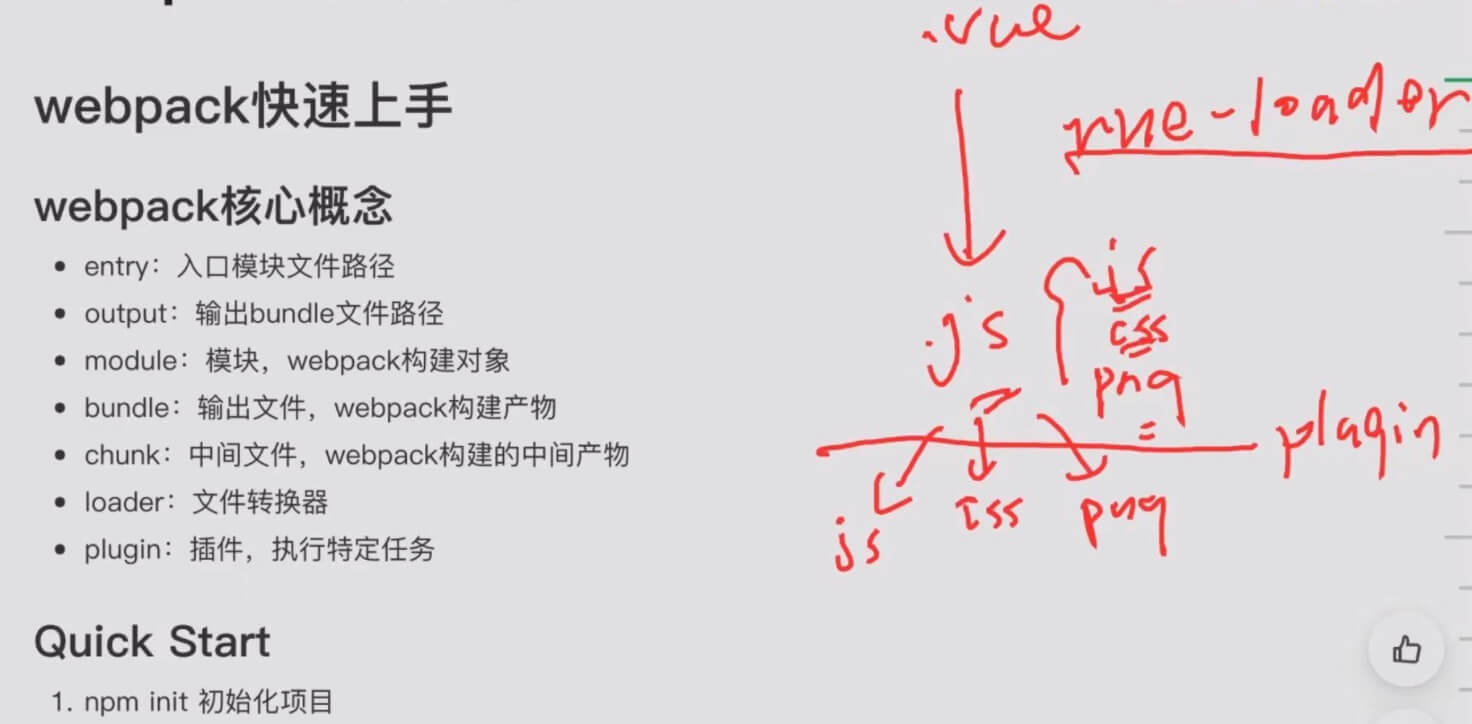 webpack快速上手
webpack核心概念
• entry：入口模块文件路径
• output：输出bundle文件路径
• module：模块，webpack构建对象
• bundle：输出文件，webpack构建产物
• chunk：中间文件，webpack构建的中间产物
• loader：文件转换器
• plugin：插件，执行特定任务
Quick Start
1. npm init 初始化项目
.vue
vue-loader
js
js
css
png
plagin
js
css
png